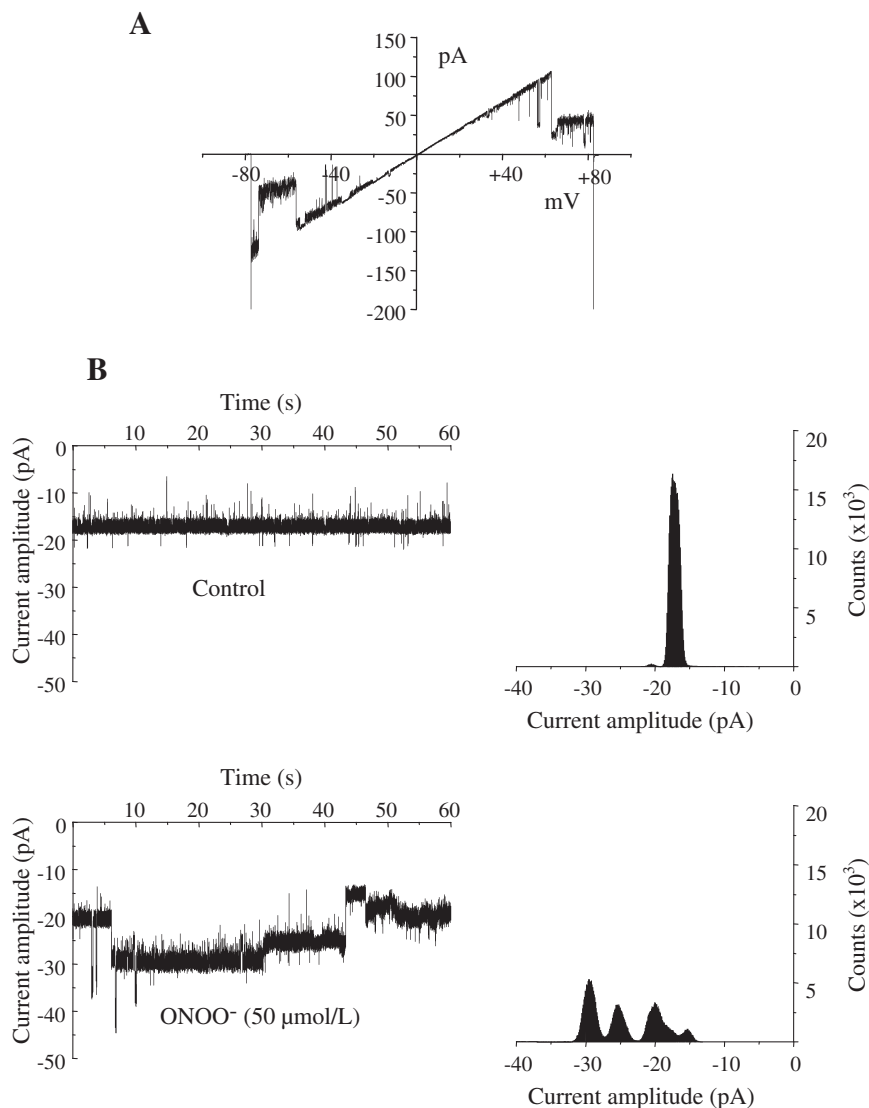 A
pA
150
100
50
-50
-100
-150
-200
-80
-40
+40
+80
mV
B
Time (s)
10 20 30 40 50 60
0
-10
-20
-30
-40
-50
Current amplitude (pA)
Control
20
15
10
5
Counts (x10³)
-40 -30 -20 -10 0
Current amplitude (pA)
Time (s)
10 20 30 40 50 60
0
-10
-20
-30
-40
-50
Current amplitude (pA)
ONOO⁻ (50 μmol/L)
20
15
10
5
Counts (x10³)
-40 -30 -20 -10 0
Current amplitude (pA)